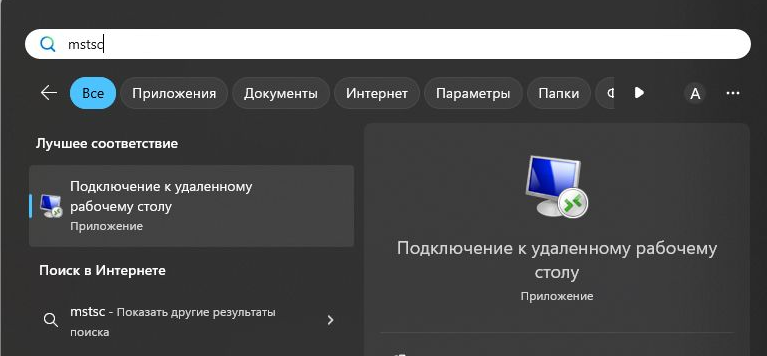 mstsc
Все
Приложения
Документы
Интернет
Параметры
Папки
A
Лучшее соответствие
Подключение к удаленному
рабочему столу
Приложение
Поиск в Интернете
mstsc - Показать другие результаты
поиска
Подключение к удаленному рабочему
столу
Приложение